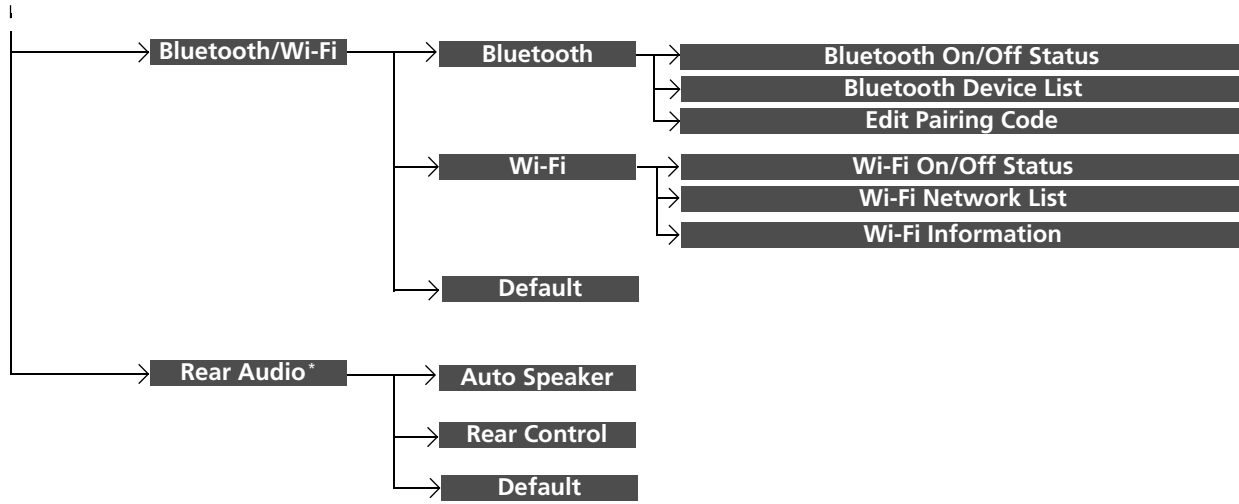 Bluetooth/Wi-Fi
Bluetooth
Bluetooth On/Off Status
Bluetooth Device List
Edit Pairing Code
Wi-Fi
Wi-Fi On/Off Status
Wi-Fi Network List
Wi-Fi Information
Default
Rear Audio*
Auto Speaker
Rear Control
Default